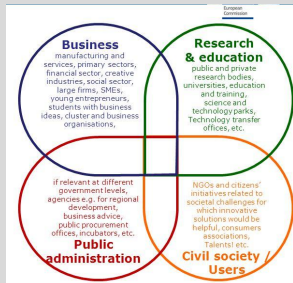 European
Commission
Business
manufacturing and
services, primary sectors,
financial sector, creative
industries, social sector,
large firms, SMEs,
young entrepreneurs,
students with business
ideas, cluster and business
organisations,
Research
& education
public and private
research bodies,
universities, education
and training,
science and
technology parks,
Technology transfer
offices, etc.
if relevant at different
government levels,
agencies e.g. for regional
development,
business advice,
public procurement
offices, incubators, etc.
Public
administration
NGOs and citizens'
initiatives related to
societal challenges for
which innovative
solutions would be
helpful, consumers
associations,
Talents! etc.
Civil society /
Users